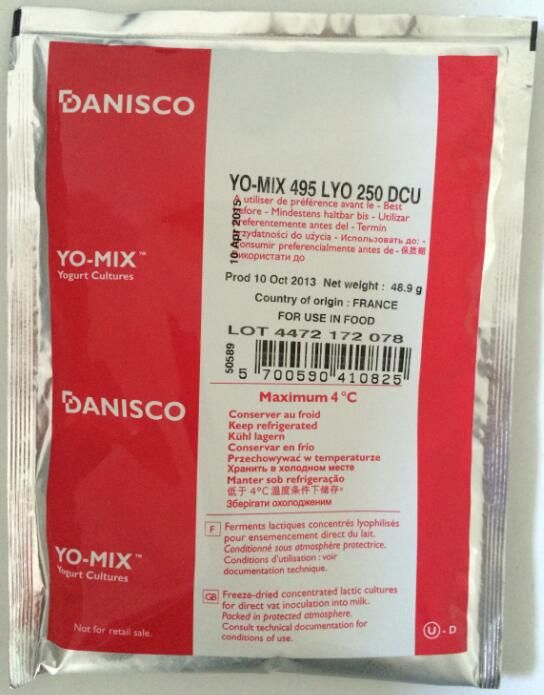 DANISCO
YO-MIX™
Yogurt Cultures
DANISCO
YO-MIX™
Yogurt Cultures
Not for retail sale.
YO-MIX 495 LYO 250 DCU
utiliser de préférence avant le - Best
efore - Mindestens haltbar bis - Utilizar
referentemente antes del - Termin
rzydatności do użycia - Использовать до: -
onsumir preferencialmente antes de - 保质期
икористати до
10 Apr 2015
Prod 10 Oct 2013 Net weight : 48.9 g
Country of origin : FRANCE
FOR USE IN FOOD
LOT 4472 172 078
50589
5 700590 410825
Maximum 4 °C
Conserver au froid
Keep refrigerated
Kühl lagern
Conservar en frío
Przechowywać w temperaturze
Хранить в холодном месте
Manter sob refrigeração
低于 4°C 温度条件下储存。
Зберігати охолодженим
F Ferments lactiques concentrés lyophilisés
pour ensemencement direct du lait.
Conditionné sous atmosphère protectrice.
Conditions d'utilisation : voir
documentation technique.
GB Freeze-dried concentrated lactic cultures
for direct vat inoculation into milk.
Packed in protected atmosphere.
Consult technical documentation for
conditions of use.
U - D